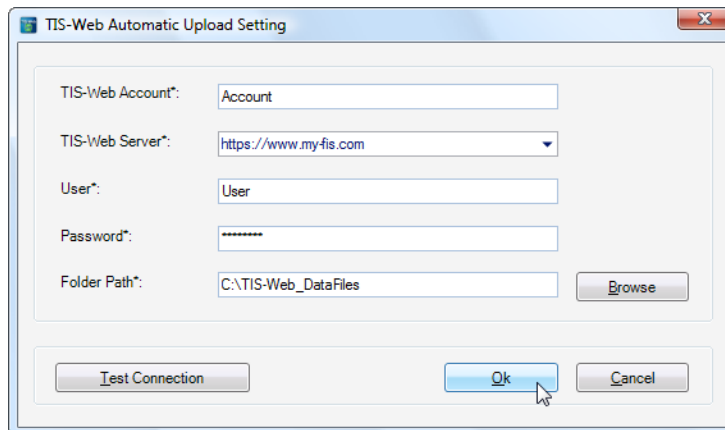 TIS-Web Automatic Upload Setting
TIS-Web Account*: Account
TIS-Web Server*: https://www.my-fis.com
User*: User
Password*: ********
Folder Path*: C:\TIS-Web_DataFiles Browse
Test Connection Ok Cancel